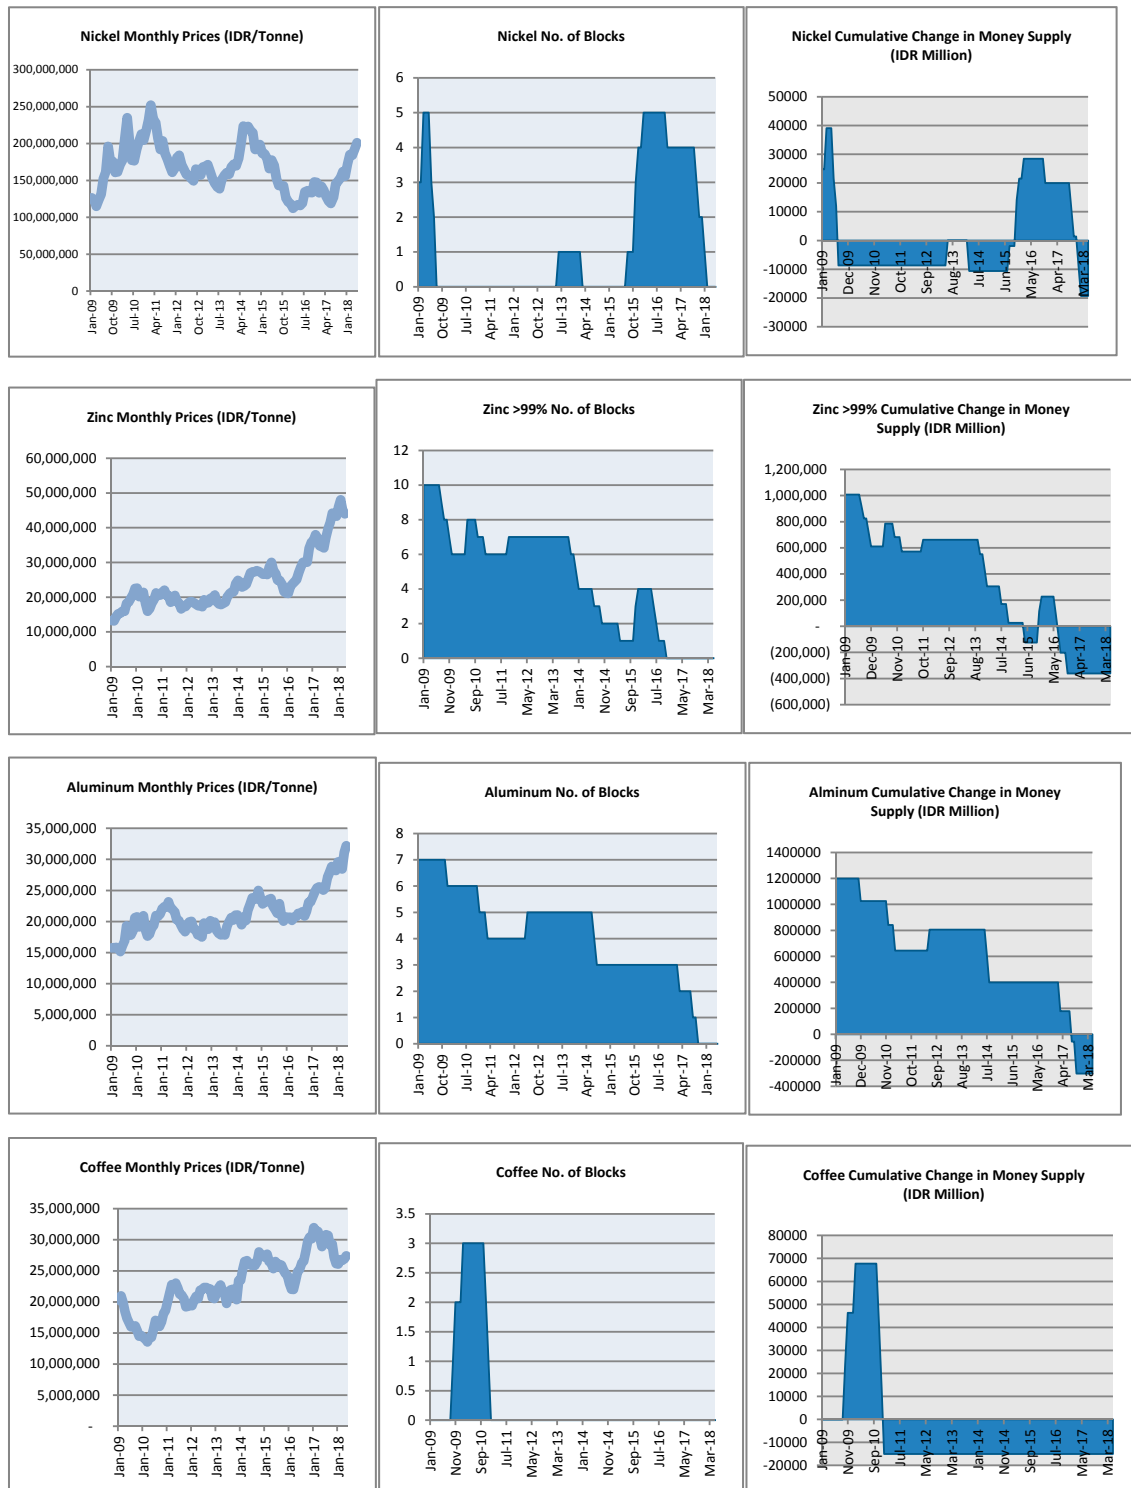 Nickel Monthly Prices (IDR/Tonne)
300,000,000
250,000,000
200,000,000
150,000,000
100,000,000
50,000,000
0
Jan-09
Oct-09
Jul-10
Apr-11
Jan-12
Oct-12
Jul-13
Apr-14
Jan-15
Oct-15
Jul-16
Apr-17
Jan-18
Nickel No. of Blocks
6
5
4
3
2
1
0
Jan-09
Oct-09
Jul-10
Apr-11
Jan-12
Oct-12
Jul-13
Apr-14
Jan-15
Oct-15
Jul-16
Apr-17
Jan-18
Nickel Cumulative Change in Money Supply
(IDR Million)
50000
40000
30000
20000
10000
0
-10000
-20000
-30000
Jan-09
Dec-09
Nov-10
Oct-11
Sep-12
Aug-13
Jul-14
Jun-15
May-16
Apr-17
Mar-18
Zinc Monthly Prices (IDR/Tonne)
60,000,000
50,000,000
40,000,000
30,000,000
20,000,000
10,000,000
0
Jan-09
Jan-10
Jan-11
Jan-12
Jan-13
Jan-14
Jan-15
Jan-16
Jan-17
Jan-18
Zinc >99% No. of Blocks
12
10
8
6
4
2
0
Jan-09
Nov-09
Sep-10
Jul-11
May-12
Mar-13
Jan-14
Nov-14
Sep-15
Jul-16
May-17
Mar-18
Zinc >99% Cumulative Change in Money
Supply (IDR Million)
1,200,000
1,000,000
800,000
600,000
400,000
200,000
-
(200,000)
(400,000)
(600,000)
Jan-09
Dec-09
Nov-10
Oct-11
Sep-12
Aug-13
Jul-14
Jun-15
May-16
Apr-17
Mar-18
Aluminum Monthly Prices (IDR/Tonne)
35,000,000
30,000,000
25,000,000
20,000,000
15,000,000
10,000,000
5,000,000
0
Jan-09
Jan-10
Jan-11
Jan-12
Jan-13
Jan-14
Jan-15
Jan-16
Jan-17
Jan-18
Aluminum No. of Blocks
8
7
6
5
4
3
2
1
0
Jan-09
Oct-09
Jul-10
Apr-11
Jan-12
Oct-12
Jul-13
Apr-14
Jan-15
Oct-15
Jul-16
Apr-17
Jan-18
Alminum Cumulative Change in Money
Supply (IDR Million)
1400000
1200000
1000000
800000
600000
400000
200000
0
-200000
-400000
Jan-09
Dec-09
Nov-10
Oct-11
Sep-12
Aug-13
Jul-14
Jun-15
May-16
Apr-17
Mar-18
Coffee Monthly Prices (IDR/Tonne)
35,000,000
30,000,000
25,000,000
20,000,000
15,000,000
10,000,000
5,000,000
-
Jan-09
Jan-10
Jan-11
Jan-12
Jan-13
Jan-14
Jan-15
Jan-16
Jan-17
Jan-18
Coffee No. of Blocks
3.5
3
2.5
2
1.5
1
0.5
0
Jan-09
Nov-09
Sep-10
Jul-11
May-12
Mar-13
Jan-14
Nov-14
Sep-15
Jul-16
May-17
Mar-18
Coffee Cumulative Change in Money Supply
(IDR Million)
80000
70000
60000
50000
40000
30000
20000
10000
0
-10000
-20000
Jan-09
Nov-09
Sep-10
Jul-11
May-12
Mar-13
Jan-14
Nov-14
Sep-15
Jul-16
May-17
Mar-18